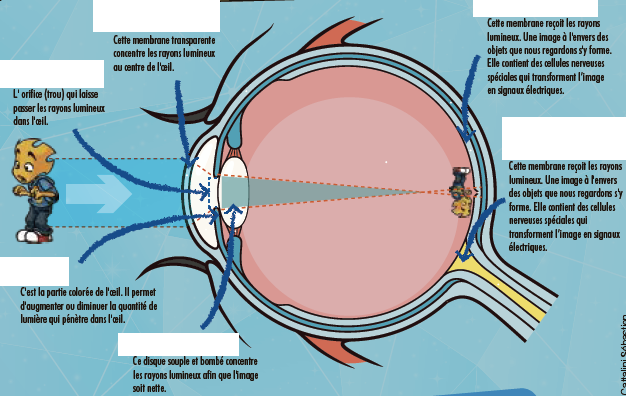 Cette membrane transparente
concentre les rayons lumineux
au centre de l'œil.
Cette membrane reçoit les rayons
lumineux. Une image à l'envers des
objets que nous regardons s'y forme.
Elle contient des cellules nerveuses
spéciales qui transforment l'image
en signaux électriques.
L' orifice (trou) qui laisse
passer les rayons lumineux
dans l'œil.
Cette membrane reçoit les rayons
lumineux. Une image à l'envers
des objets que nous regardons s'y
forme. Elle contient des cellules
nerveuses spéciales qui
transforment l'image en signaux
électriques.
C'est la partie colorée de l'œil. Il permet
d'augmenter ou diminuer la quantité de
lumière qui pénètre dans l'œil.
Ce disque souple et bombé concentre
les rayons lumineux afin que l'image
soit nette.
Cattalini Sébastien